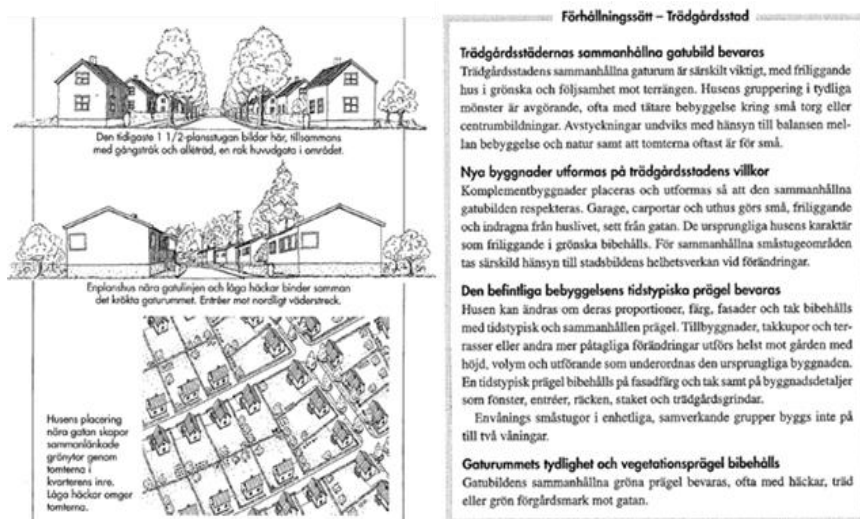 Den tidigaste 1 1/2-plansstugan bildar här, tillsammans
med gångstråk och alléträd, en rak huvudgata i området.
Enplanshus nära gatulinjen och låga häckar binder samman
det krökta gaturummet. Entréer mot nordligt väderstreck.
Husens placering
nära gatan skapar
sammanlänkade
grönytor genom
tomterna i
kvarterens inre.
Låga häckar omger
tomterna.
Förhållningssätt – Trädgårdsstad
Trädgårdsstädernas sammanhållna gatubild bevaras
Trädgårdsstadens sammanhållna gaturum är särskilt viktigt, med friliggande
hus i grönska och följsamhet mot terrängen. Husens gruppering i tydliga
mönster är avgörande, ofta med tätare bebyggelse kring små torg eller
centrumbildningar. Avstyckningar undviks med hänsyn till balansen mel-
lan bebyggelse och natur samt att tomterna oftast är för små.
Nya byggnader utformas på trädgårdsstadens villkor
Komplementbyggnader placeras och utformas så att den sammanhållna
gatubilden respekteras. Garage, carportar och uthus görs små, friliggande
och indragna från huslivet, sett från gatan. De ursprungliga husens karaktär
som friliggande i grönska bibehålls. För sammanhållna småstugeområden
tas särskild hänsyn till stadsbildens helhetsverkan vid förändringar.
Den befintliga bebyggelsens tidstypiska prägel bevaras
Husen kan ändras om deras proportioner, färg, fasader och tak bibehålls
med tidstypisk och sammanhållen prägel. Tillbyggnader, takkupor och ter-
rasser eller andra mer påtagliga förändringar utförs helst mot gården med
höjd, volym och utförande som underordnas den ursprungliga byggnaden.
En tidstypisk prägel bibehålls på fasadfärg och tak samt på byggnadsdetaljer
som fönster, entréer, räcken, staket och trädgårdsgrindar.
Envånings småstugor i enhetliga, samverkande grupper byggs inte på
till två våningar.
Gaturummets tydlighet och vegetationsprägel bibehålls
Gatubildens sammanhållna gröna prägel bevaras, ofta med häckar, träd
eller grön förgårdsmark mot gatan.